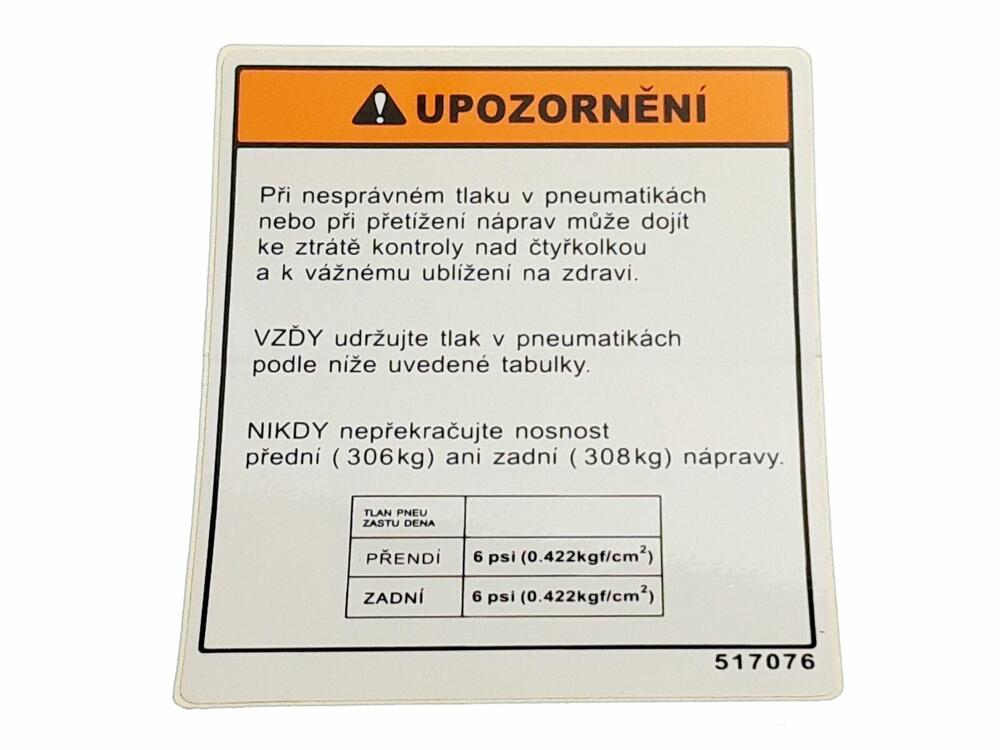 UPOZORNĚNÍ
Při nesprávném tlaku v pneumatikách
nebo při přetížení náprav může dojít
ke ztrátě kontroly nad čtyřkolkou
a k vážnému ublížení na zdravi.
VZĎY udržujte tlak v pneumatikách
podle níže uvedené tabulky.
NIKDY nepřekračujte nosnost
přední (306kg) ani zadní (308kg) nápravy.
TLAN PNEU
ZASTU DENA
PŘENDÍ 6 psi (0.422kgf/cm²)
ZADNÍ 6 psi (0.422kgf/cm²)
517076